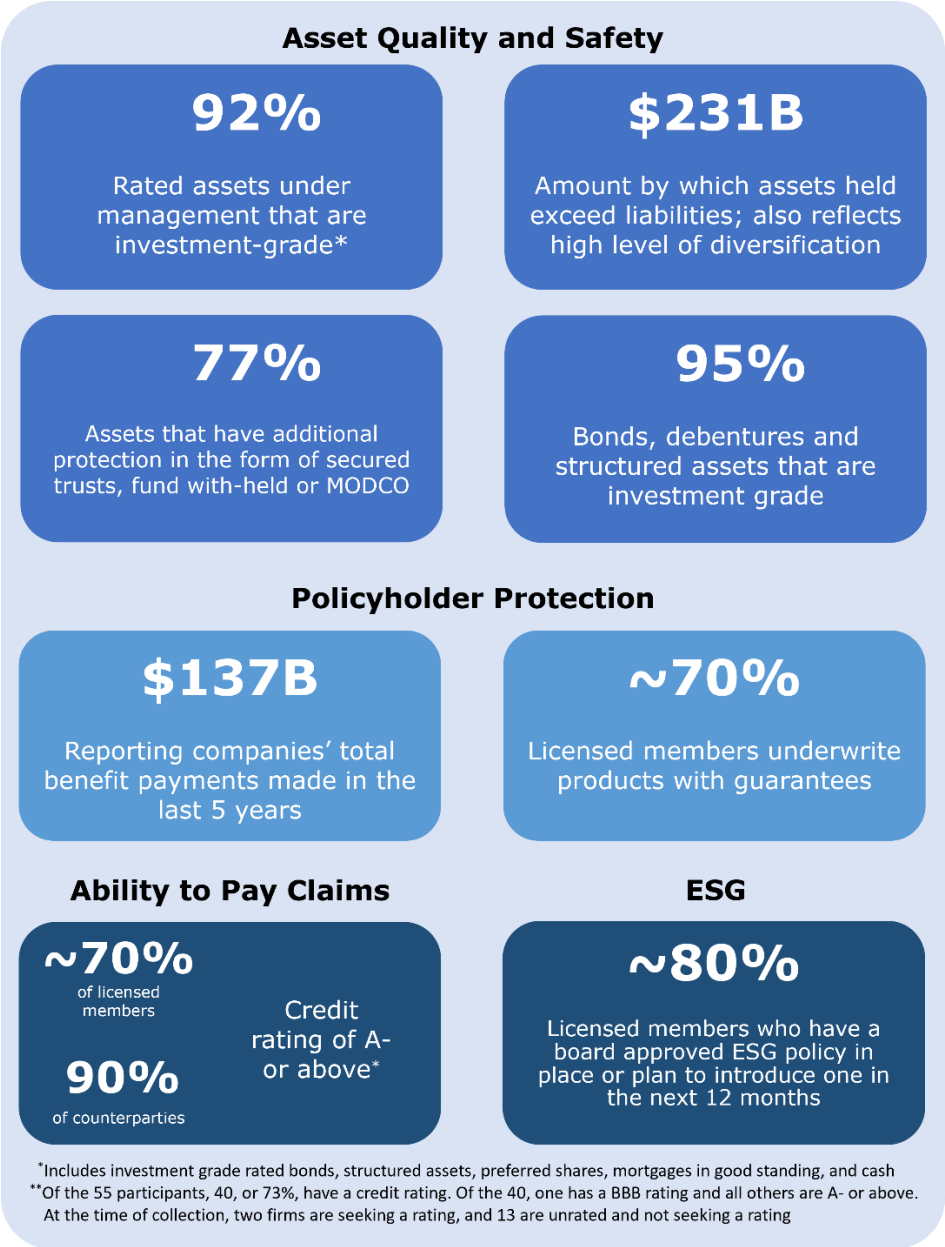 Asset Quality and Safety
92%
Rated assets under
management that are
investment-grade*
$231B
Amount by which assets held
exceed liabilities; also reflects
high level of diversification
77%
Assets that have additional
protection in the form of secured
trusts, fund with-held or MODCO
95%
Bonds, debentures and
structured assets that are
investment grade
Policyholder Protection
$137B
Reporting companies’ total
benefit payments made in the
last 5 years
~70%
Licensed members underwrite
products with guarantees
Ability to Pay Claims
~70%
of licensed
members
90%
of counterparties
Credit
rating of A-
or above*
ESG
~80%
Licensed members who have a
board approved ESG policy in
place or plan to introduce one in
the next 12 months
*Includes investment grade rated bonds, structured assets, preferred shares, mortgages in good standing, and cash
**Of the 55 participants, 40, or 73%, have a credit rating. Of the 40, one has a BBB rating and all others are A- or above.
At the time of collection, two firms are seeking a rating, and 13 are unrated and not seeking a rating